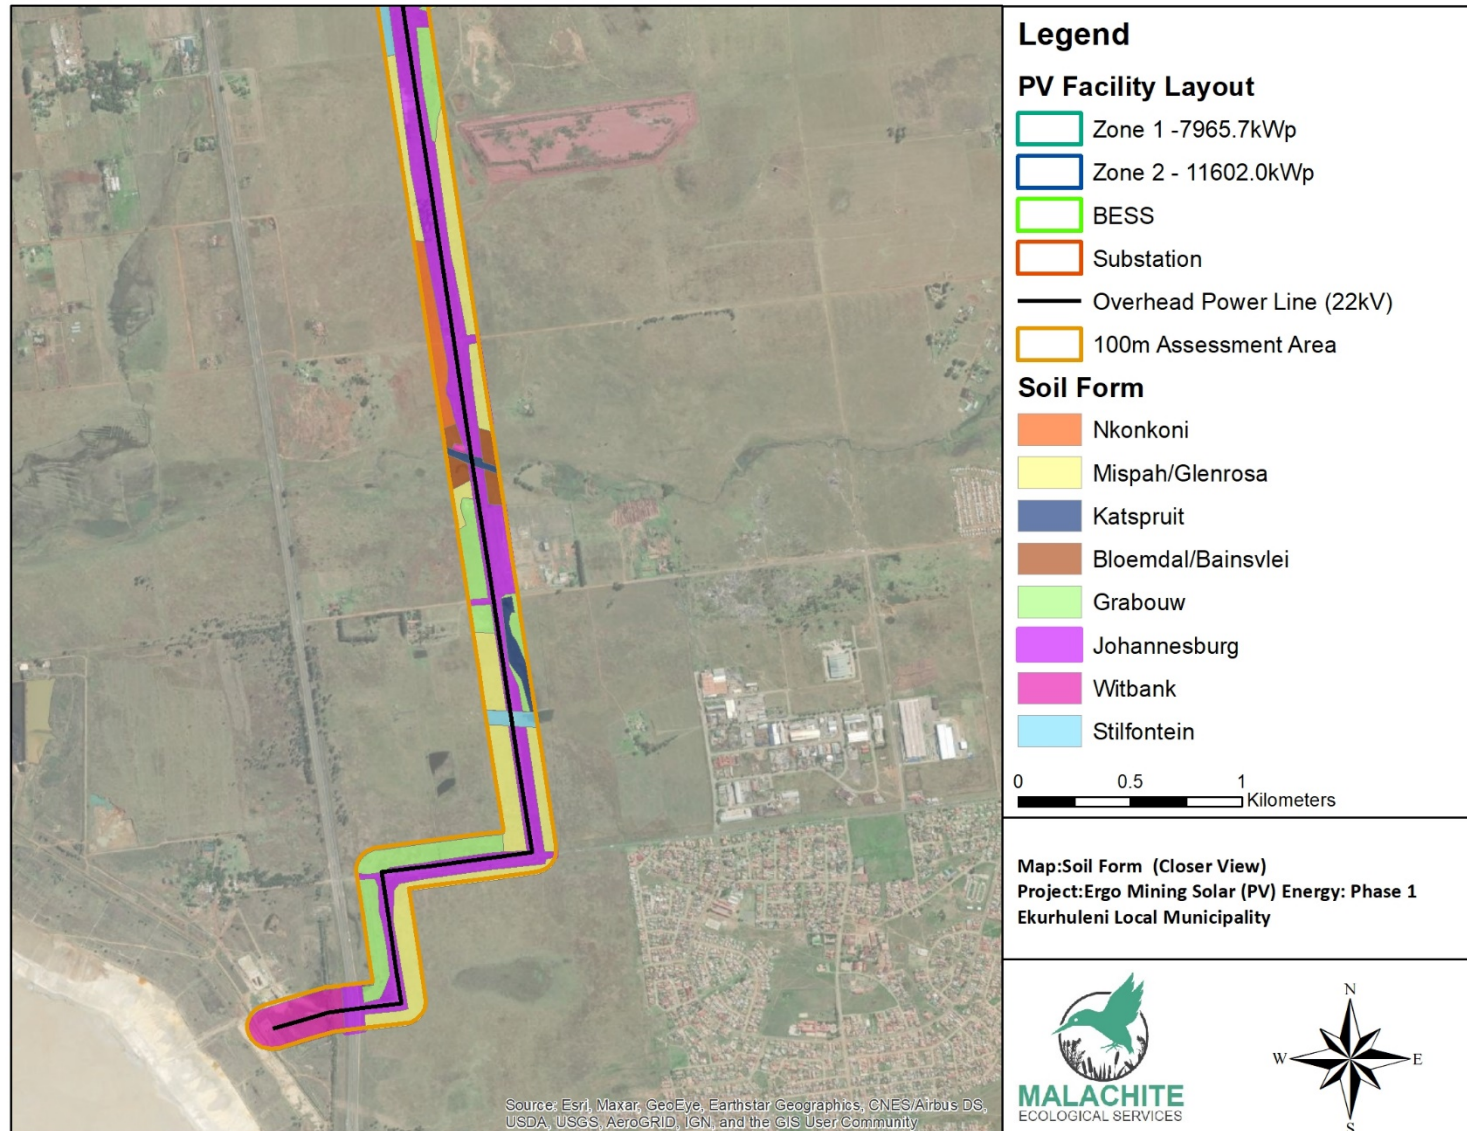 Legend
PV Facility Layout
Zone 1 -7965.7kWp
Zone 2 - 11602.0kWp
BESS
Substation
Overhead Power Line (22kV)
100m Assessment Area
Soil Form
Nkonkoni
Mispah/Glenrosa
Katspruit
Bloemdal/Bainsvlei
Grabouw
Johannesburg
Witbank
Stilfontein
0 0.5 1
Kilometers
Map:Soil Form (Closer View)
Project:Ergo Mining Solar (PV) Energy: Phase 1
Ekurhuleni Local Municipality
MALACHITE
ECOLOGICAL SERVICES
N
W E
S
Source: Esri, Maxar, GeoEye, Earthstar Geographics, CNES/Airbus DS,
USDA, USGS, AeroGRID, IGN, and the GIS User Community